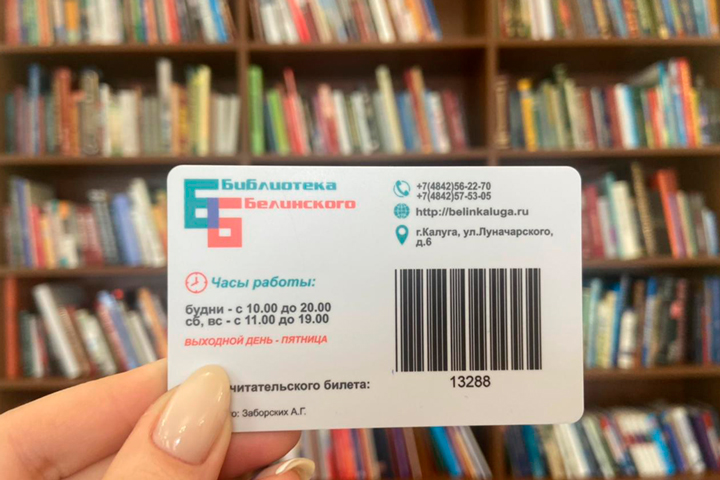 Библиотека
Белинского
+7(4842)56-22-70
+7(4842)57-53-05
http://belinkaluga.ru
г.Калуга, ул.Луначарского,
д.6
Часы работы:
будни - с 10.00 до 20.00
сб, вс - с 11.00 до 19.00
ВЫХОДНОЙ ДЕНЬ - ПЯТНИЦА
читательского билета:
13288
Заборских А.Г.